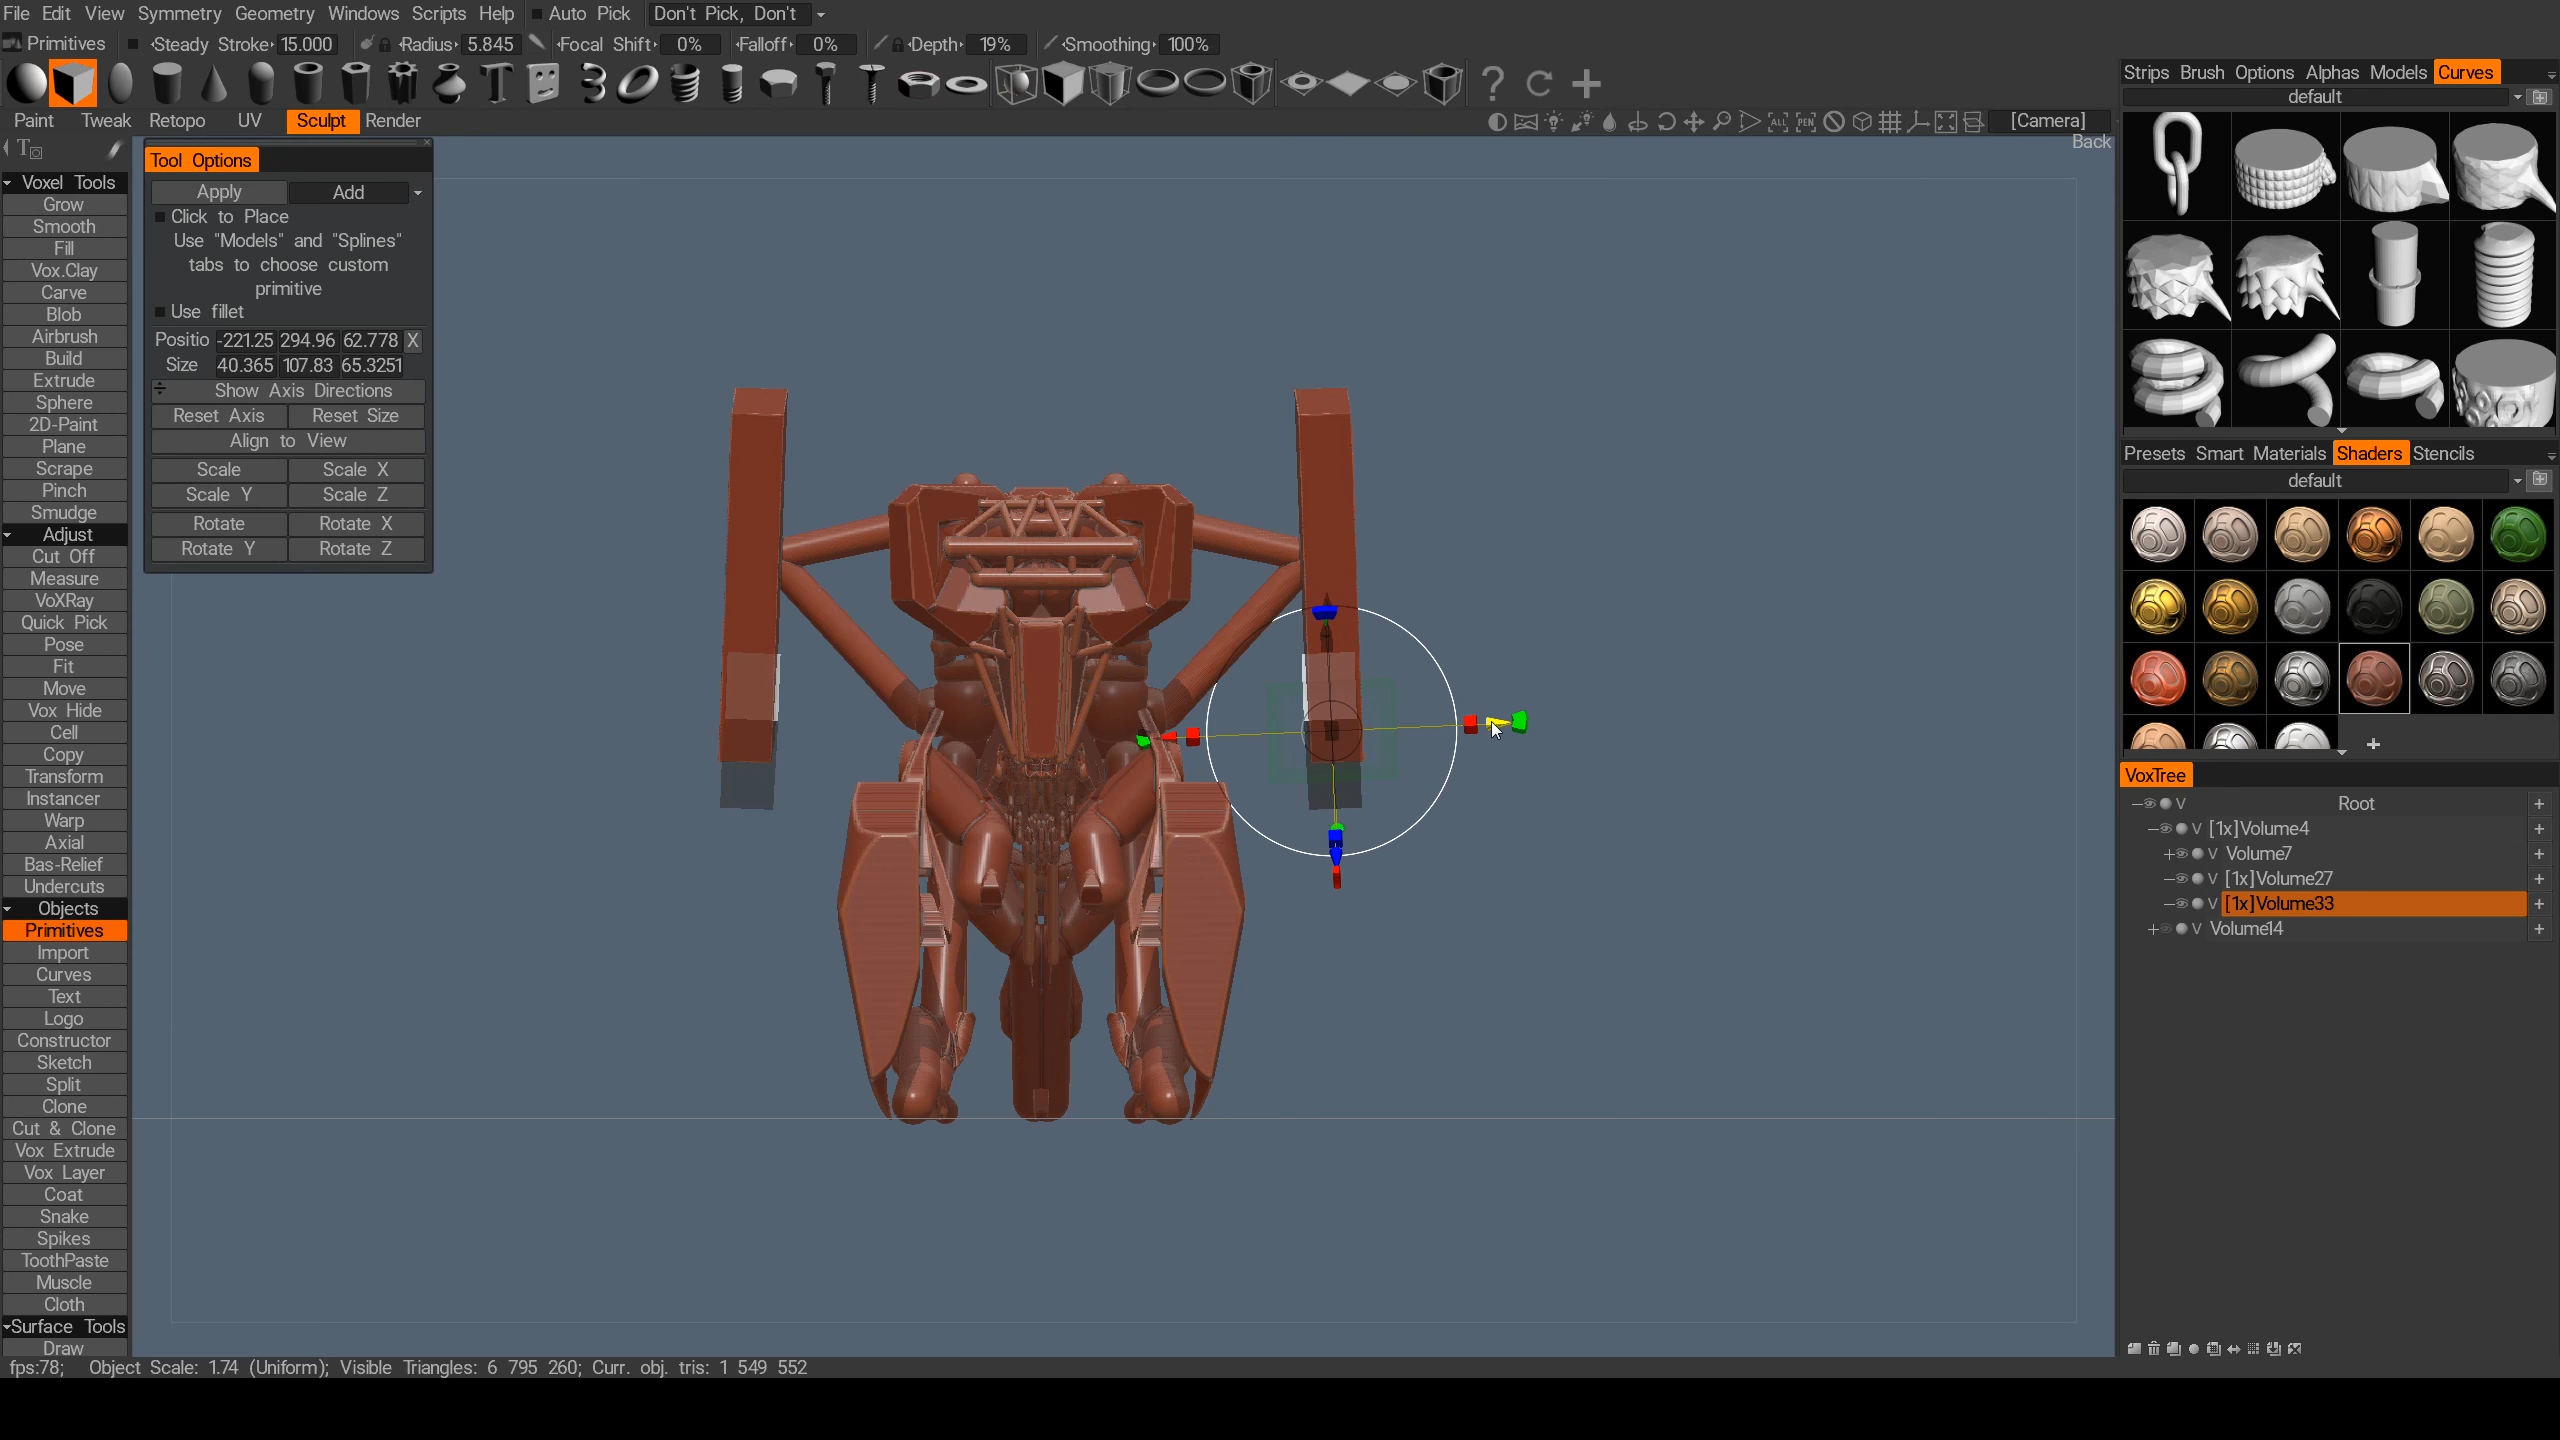 File Edit View Symmetry Geometry Windows Scripts Help Auto Pick Don't Pick, Don't
Primitives Steady Stroke 15.000 Radius 5.845 Focal Shift 0% Falloff 0% Depth 19% Smoothing 100%
Paint Tweak Retopo UV Sculpt Render ALL PEN [Camera]
Back
Voxel Tools
Grow
Smooth
Fill
Vox.Clay
Carve
Blob
Airbrush
Build
Extrude
Sphere
2D-Paint
Plane
Scrape
Pinch
Smudge
Adjust
Cut Off
Measure
VoXRay
Quick Pick
Pose
Fit
Move
Vox Hide
Cell
Copy
Transform
Instancer
Warp
Axial
Bas-Relief
Undercuts
Objects
Primitives
Import
Curves
Text
Logo
Constructor
Sketch
Split
Clone
Cut & Clone
Vox Extrude
Vox Layer
Coat
Snake
Spikes
ToothPaste
Muscle
Cloth
Surface Tools
Draw
Tool Options
Apply Add
Click to Place
Use "Models" and "Splines"
tabs to choose custom
primitive
Use fillet
Positio -221.25 294.96 62.778 X
Size 40.365 107.83 65.3251
Show Axis Directions
Reset Axis Reset Size
Align to View
Scale Scale X
Scale Y Scale Z
Rotate Rotate X
Rotate Y Rotate Z
Strips Brush Options Alphas Models Curves
default
Presets Smart Materials Shaders Stencils
default
VoxTree
V Root +
V [1x]Volume4 +
+ V Volume7 +
V [1x]Volume27 +
V [1x]Volume33 +
+ V Volume14 +
fps:78; Object Scale: 1.74 (Uniform); Visible Triangles: 6 795 260; Curr. obj. tris: 1 549 552